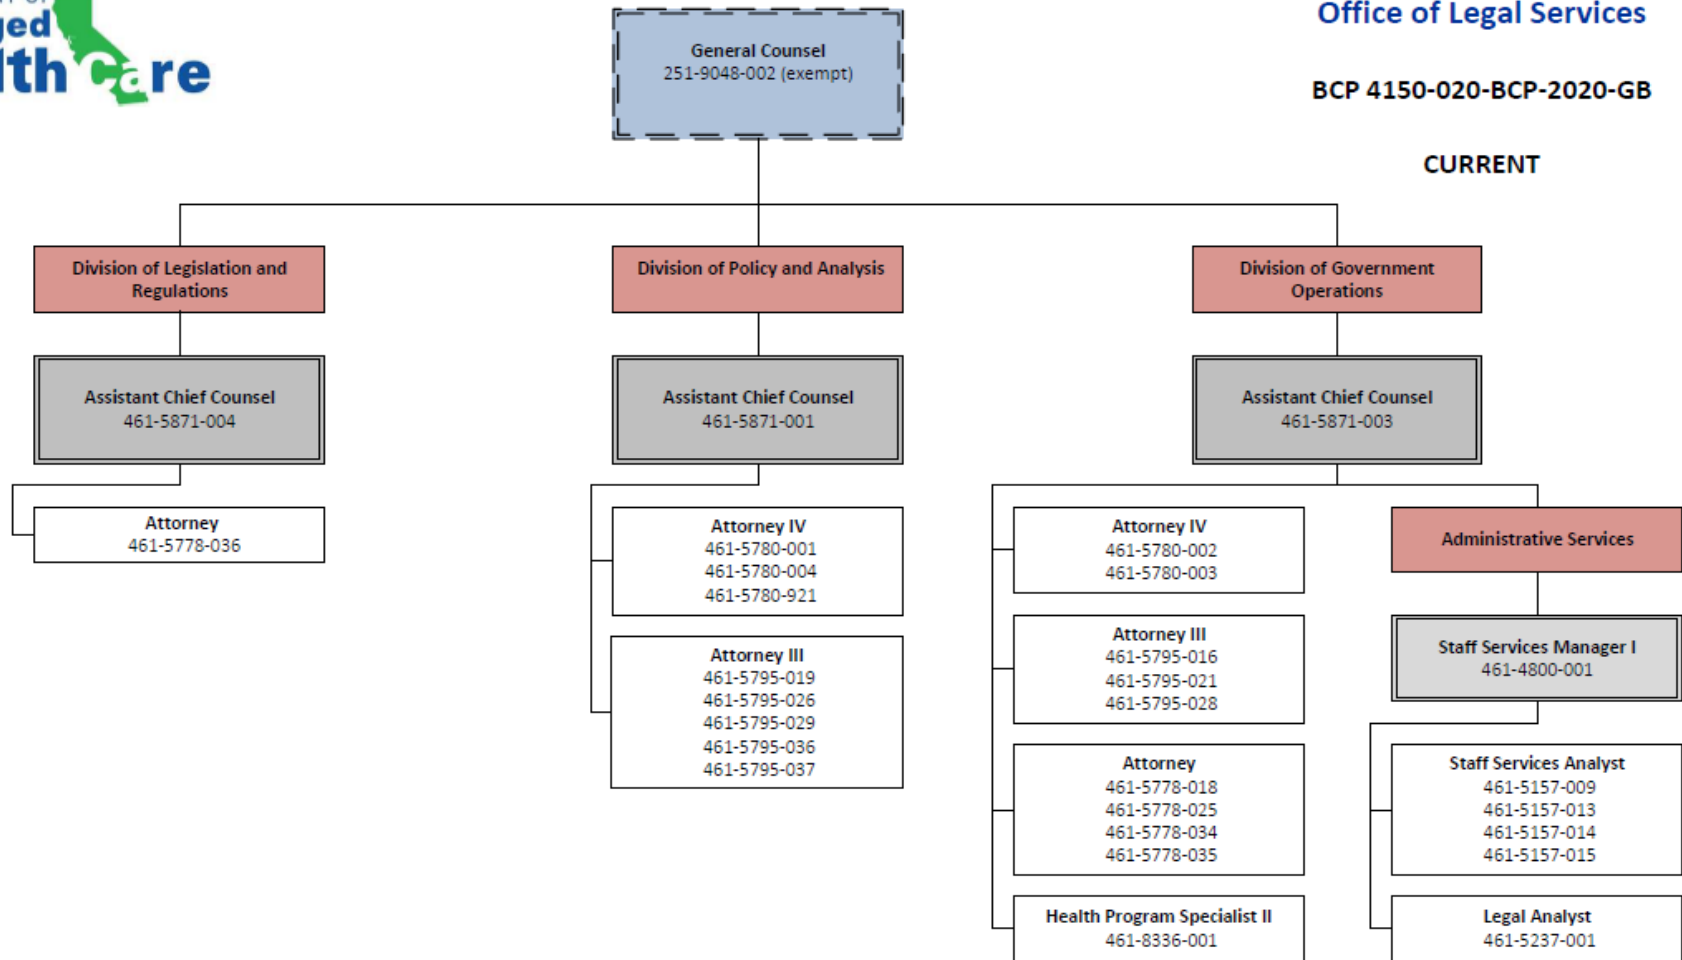 Care
Office of Legal Services
BCP 4150-020-BCP-2020-GB
CURRENT
General Counsel
251-9048-002 (exempt)
Division of Legislation and
Regulations
Assistant Chief Counsel
461-5871-004
Attorney
461-5778-036
Division of Policy and Analysis
Assistant Chief Counsel
461-5871-001
Attorney IV
461-5780-001
461-5780-004
461-5780-921
Attorney III
461-5795-019
461-5795-026
461-5795-029
461-5795-036
461-5795-037
Division of Government
Operations
Assistant Chief Counsel
461-5871-003
Attorney IV
461-5780-002
461-5780-003
Attorney III
461-5795-016
461-5795-021
461-5795-028
Attorney
461-5778-018
461-5778-025
461-5778-034
461-5778-035
Health Program Specialist II
461-8336-001
Administrative Services
Staff Services Manager I
461-4800-001
Staff Services Analyst
461-5157-009
461-5157-013
461-5157-014
461-5157-015
Legal Analyst
461-5237-001